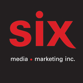 six
media + marketing inc.